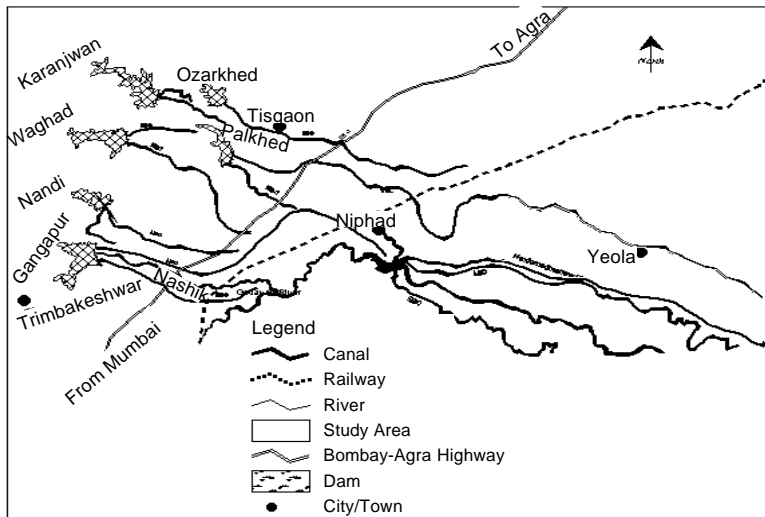 To Agra
Karanjwan
Ozarkhed
Tisgaon
Waghad
Palkhed
Nandi
Niphad
Gangapur
Yeola
Trimbakeshwar
Nashik
From Mumbai
Legend
Canal
Railway
River
Study Area
Bombay-Agra Highway
Dam
City/Town